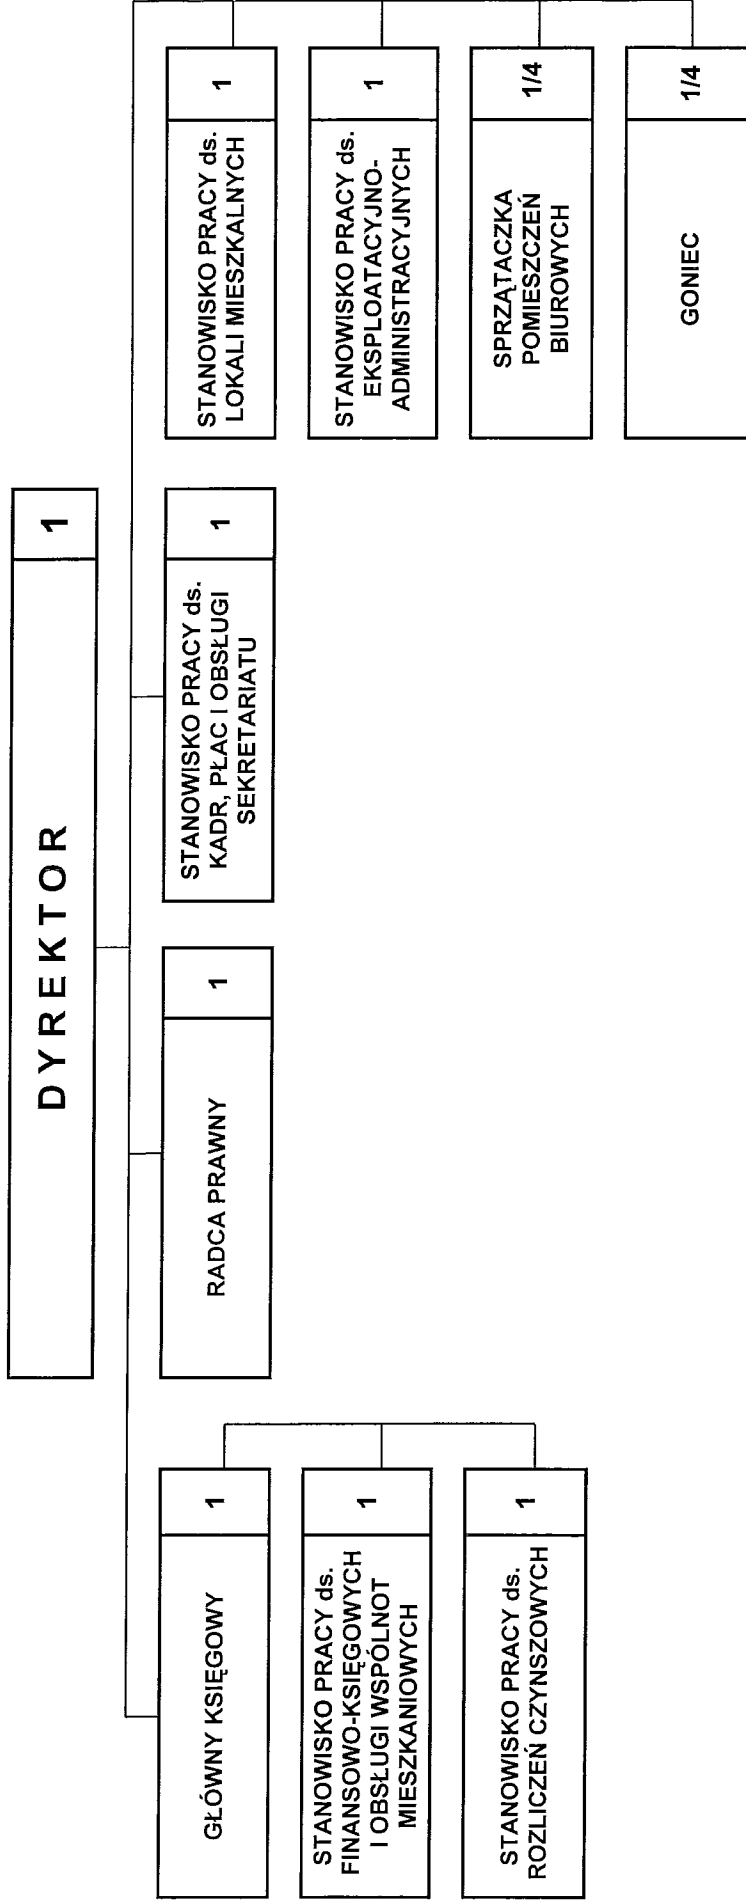 DYREKTOR
1
GŁÓWNY KSIĘGOWY
1
STANOWISKO PRACY ds.
FINANSOWO-KSIĘGOWYCH
I OBSŁUGI WSPÓLNOT
MIESZKANIOWYCH
1
STANOWISKO PRACY ds.
ROZLICZEŃ CZYNSZOWYCH
1
RADCA PRAWNY
1
STANOWISKO PRACY ds.
KADR, PŁAC I OBSŁUGI
SEKRETARIATU
1
STANOWISKO PRACY ds.
LOKALI MIESZKALNYCH
1
STANOWISKO PRACY ds.
EKSPLOATACYJNO-
ADMINISTRACYJNYCH
1
SPRZĄTACZKA
POMIESZCZEŃ
BIUROWYCH
1/4
GONIEC
1/4